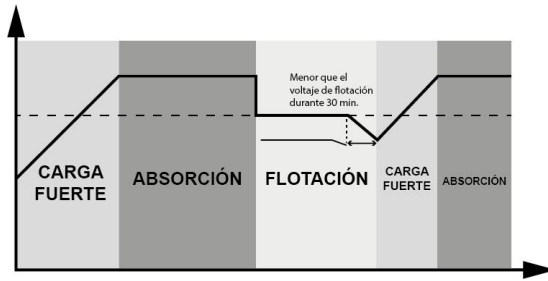 Menor que el
voltaje de flotación
durante 30 min.
CARGA
FUERTE
ABSORCIÓN
FLOTACIÓN
CARGA
FUERTE
ABSORCIÓN